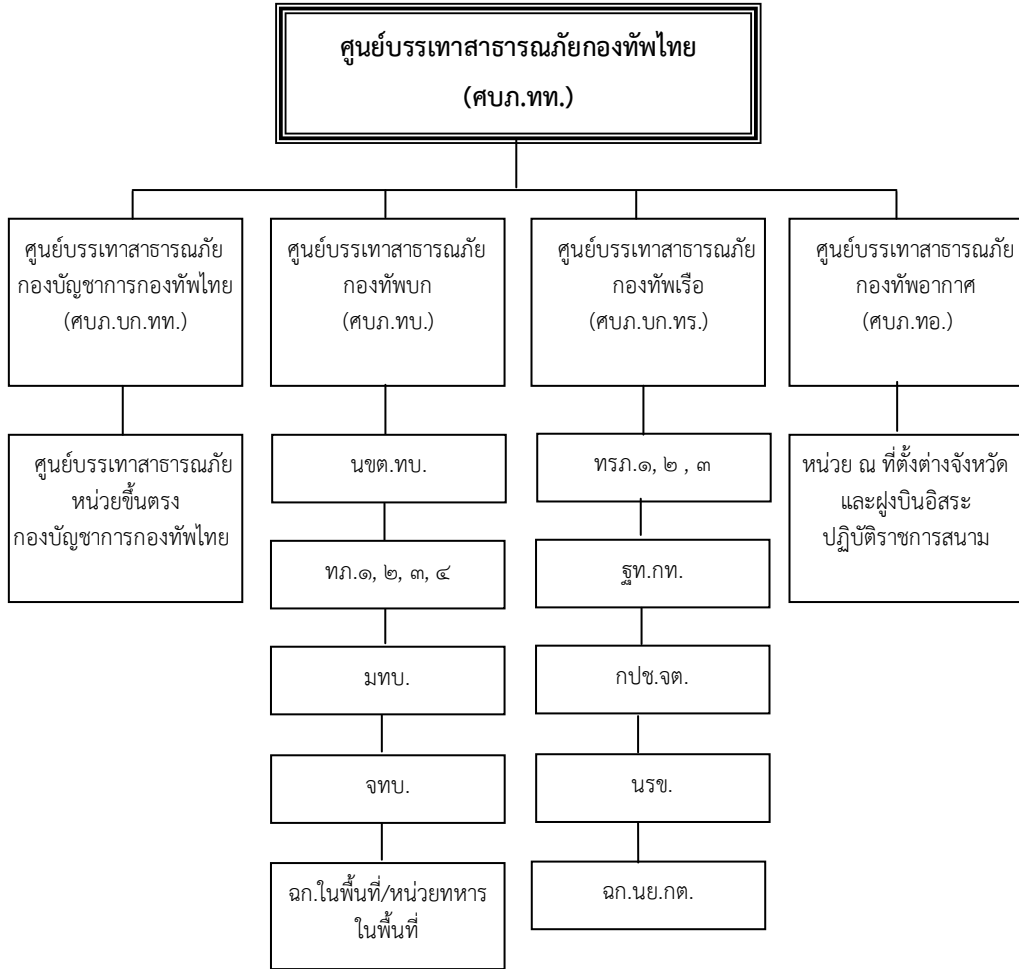 ศูนย์บรรเทาสาธารณภัยกองทัพไทย
(ศบภ.ทท.)
ศูนย์บรรเทาสาธารณภัย
กองบัญชาการกองทัพไทย
(ศบภ.บก.ทท.)
ศูนย์บรรเทาสาธารณภัย
กองทัพบก
(ศบภ.ทบ.)
ศูนย์บรรเทาสาธารณภัย
กองทัพเรือ
(ศบภ.บก.ทร.)
ศูนย์บรรเทาสาธารณภัย
กองทัพอากาศ
(ศบภ.ทอ.)
ศูนย์บรรเทาสาธารณภัย
หน่วยขึ้นตรง
กองบัญชาการกองทัพไทย
นขต.ทบ.
ทภ.๑, ๒, ๓, ๔
มทบ.
จทบ.
ฉก.ในพื้นที่/หน่วยทหาร
ในพื้นที่
ทรภ.๑, ๒ , ๓
ฐท.กท.
กปช.จต.
นรข.
ฉก.นย.กต.
หน่วย ณ ที่ตั้งต่างจังหวัด
และฝูงบินอิสระ
ปฏิบัติราชการสนาม